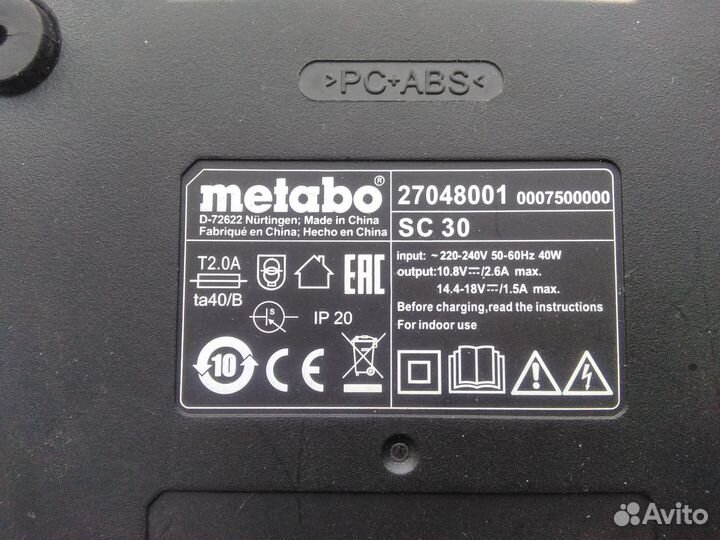 >PC+ABS<
metabo®
D-72622 Nürtingen; Made in China
Fabriqué en China; Hecho en China
27048001 0007500000
SC 30
T2.0A
ta40/B
EAC
S
IP 20
10
CE
input: ~220-240V 50-60Hz 40W
output:10.8V⎓/2.6A max.
14.4-18V⎓/1.5A max.
Before charging,read the instructions
For indoor use
Avito